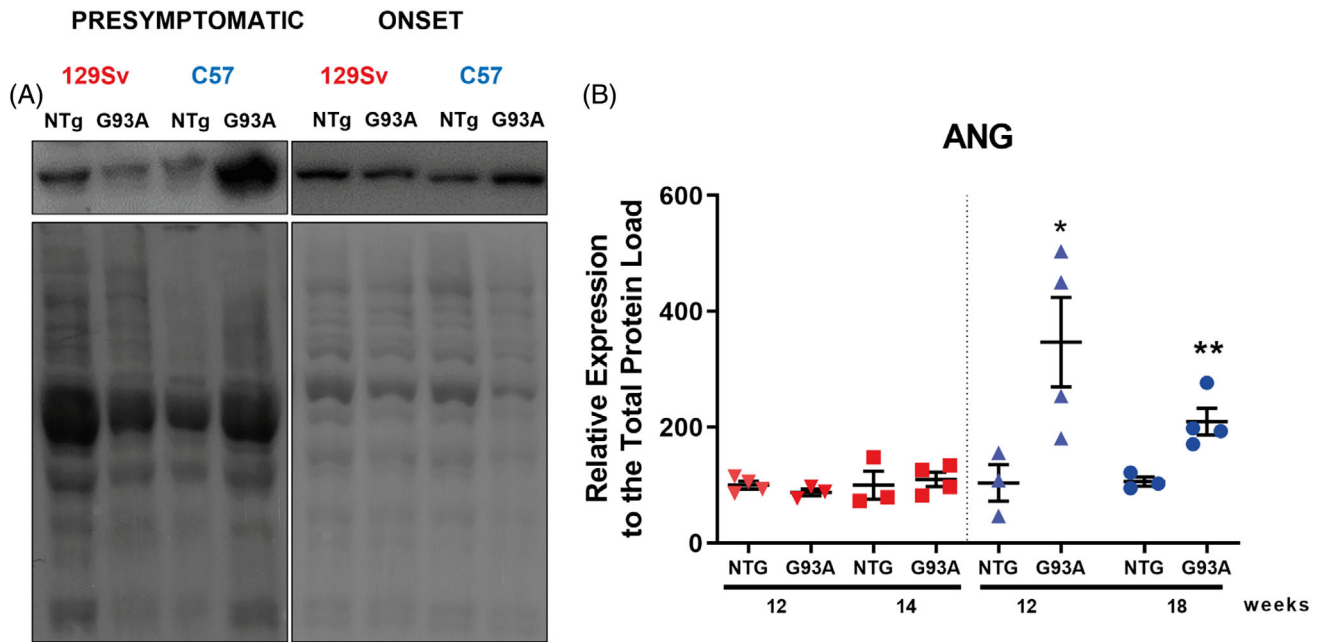 PRESYMPTOMATIC ONSET
129Sv C57 129Sv C57
(A)
NTg G93A NTg G93A NTg G93A NTg G93A
(B)
ANG
Relative Expression
to the Total Protein Load
600
400
200
0
*
**
NTG G93A NTG G93A NTG G93A NTG G93A
12 14 12 18 weeks